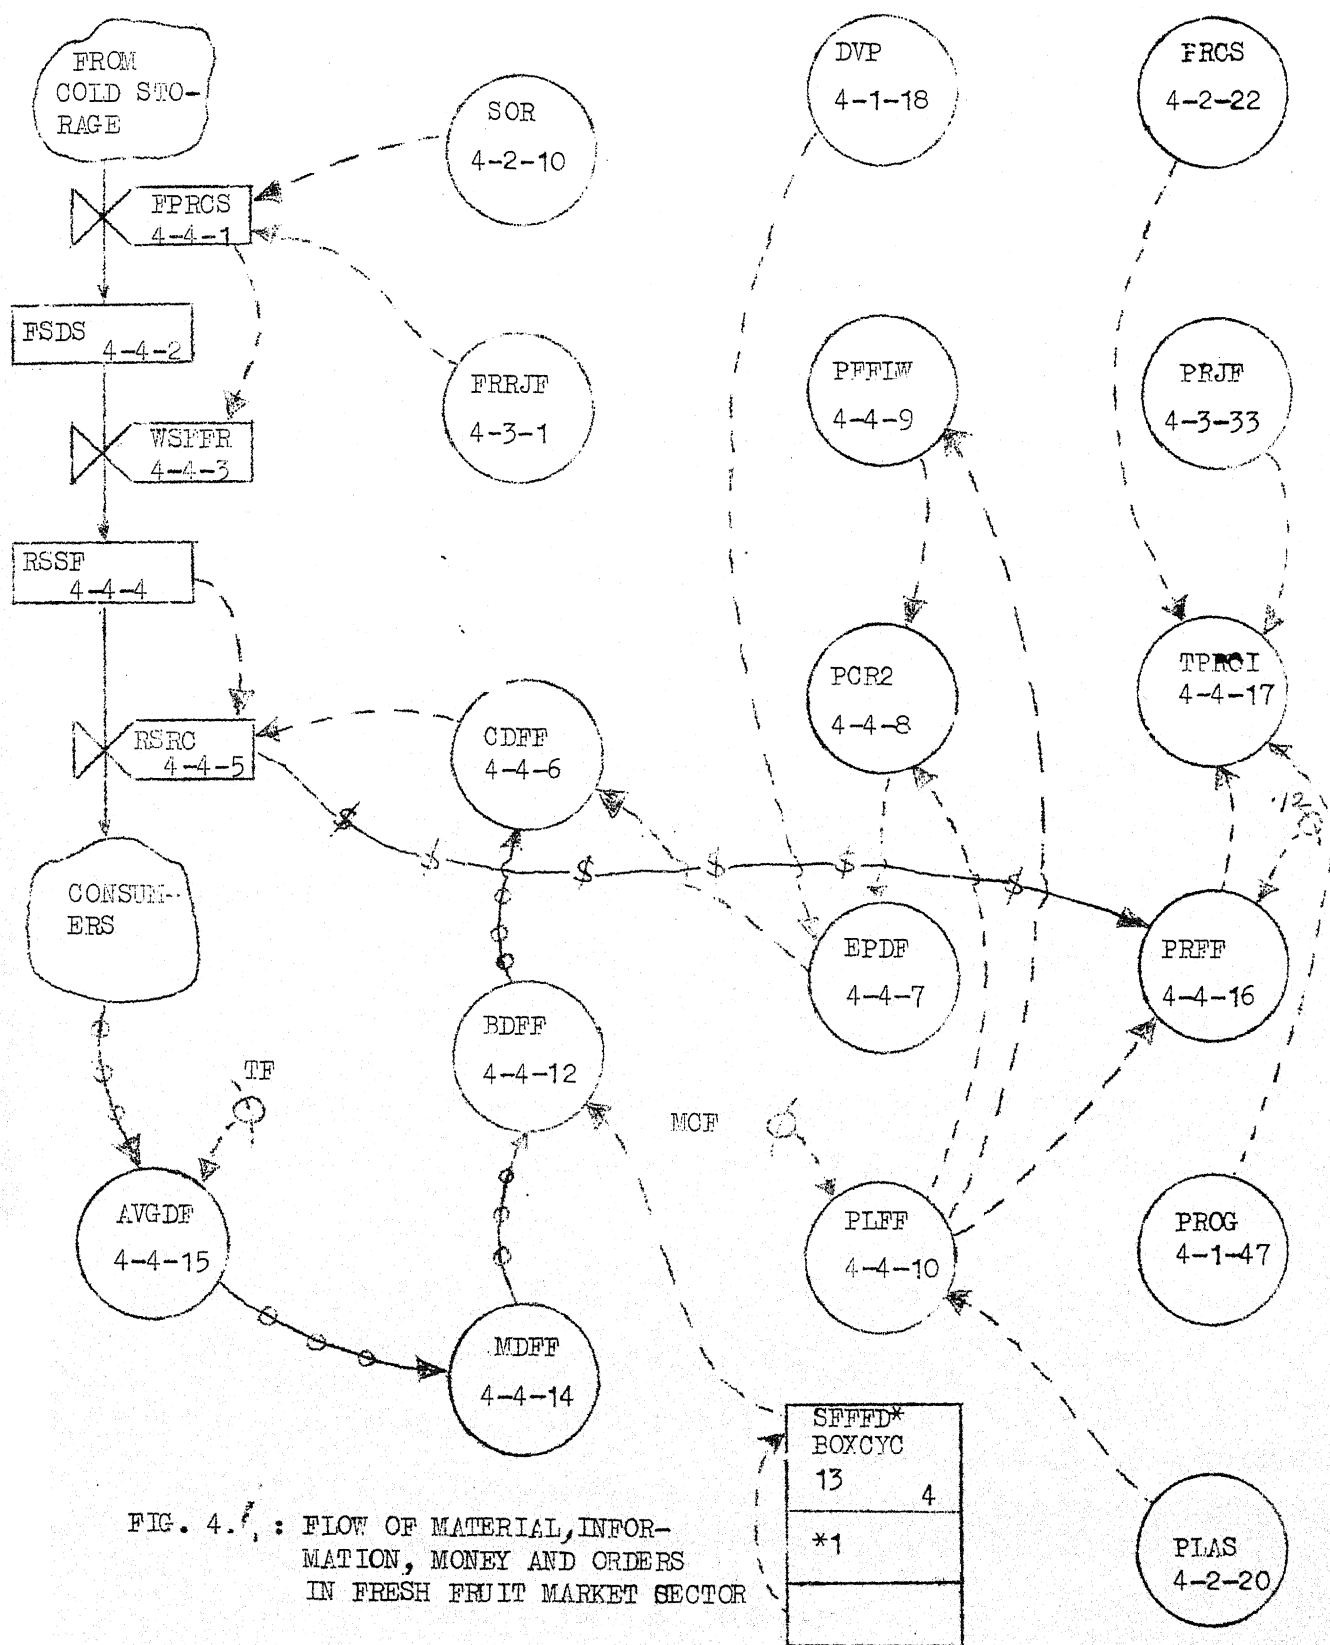 FROM
COLD STO-
RAGE
SOR
4-2-10
DVP
4-1-18
FRCS
4-2-22
FPRCS
4-4-1
FSDS
4-4-2
FRRJF
4-3-1
PFFLW
4-4-9
PRJF
4-3-33
WSFFR
4-4-3
RSSF
4-4-4
PCR2
4-4-8
4-4-17
RSRC
4-4-5
CDFF
4-4-6
.12
$ $ $ $ $ $
CONSUM-
ERS
EPDF
4-4-7
PRFF
4-4-16
BDFF
4-4-12
TF
MCF
AVGDF
4-4-15
PLFF
4-4-10
PROG
4-1-47
MDFF
4-4-14
SFFFD*
BOXCYC
13 4
*1
PLAS
4-2-20
FIG. 4. : FLOW OF MATERIAL, INFOR-
MATION, MONEY AND ORDERS
IN FRESH FRUIT MARKET SECTOR